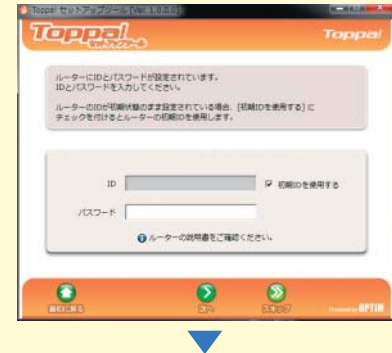 Toppa! セットアップツール [Ver. 1.0.0.0]
Toppa!
セットアップツール
Toppa!
ルーターにIDとパスワードが設定されています。
IDとパスワードを入力してください。
ルーターのIDが初期状態のまま設定されている場合、[初期IDを使用する] に
チェックを付けるとルーターの初期IDを使用します。
ID
初期IDを使用する
パスワード
ルーターの説明書をご確認ください。
最初に戻る
次へ
スキップ
Powered by OPTiM